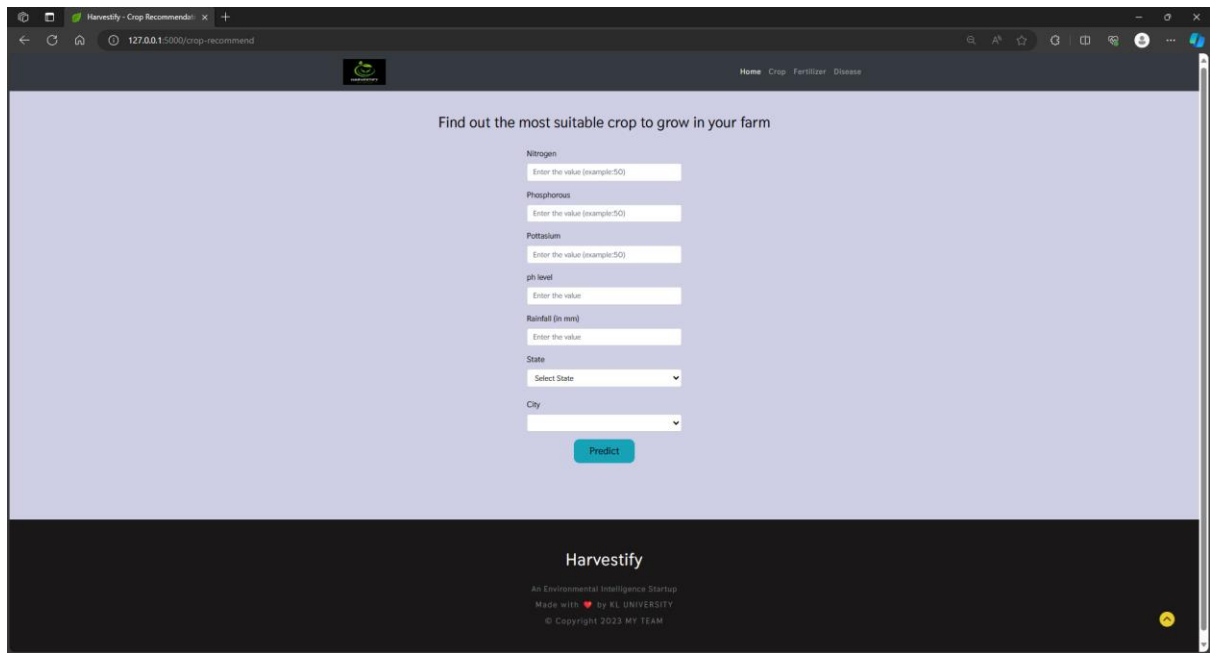 Harvestify - Crop Recommendati
127.0.0.1:5000/crop-recommend
HARVESTIFY
Home Crop Fertilizer Disease
Find out the most suitable crop to grow in your farm
Nitrogen
Enter the value (example:50)
Phosphorous
Enter the value (example:50)
Pottasium
Enter the value (example:50)
ph level
Enter the value
Rainfall (in mm)
Enter the value
State
Select State
City
Predict
Harvestify
An Environmental Intelligence Startup
Made with ❤ by KL UNIVERSITY
© Copyright 2023 MY TEAM